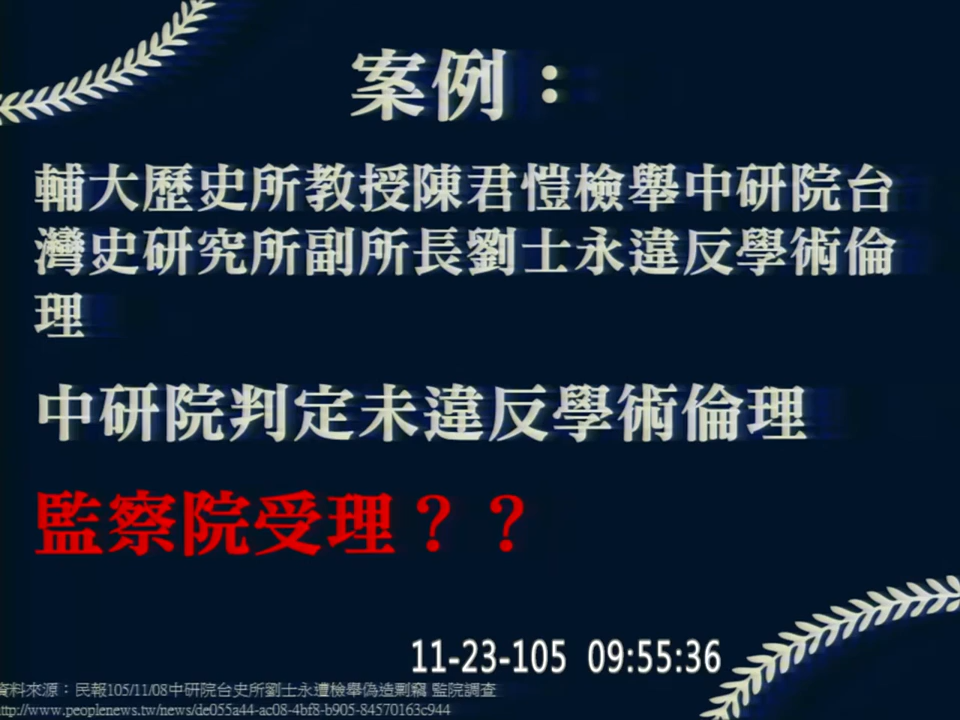 案例：
輔大歷史所教授陳君愷檢舉中研院台
灣史研究所副所長劉士永違反學術倫
理
中研院判定未違反學術倫理
監察院受理？？
11-23-105 09:55:36
資料來源：民報105/11/08中研院台史所劉士永遭檢舉偽造剽竊 監院調查
http://www.peoplenews.tw/news/de055a44-ac08-4bf8-b905-84570163c944